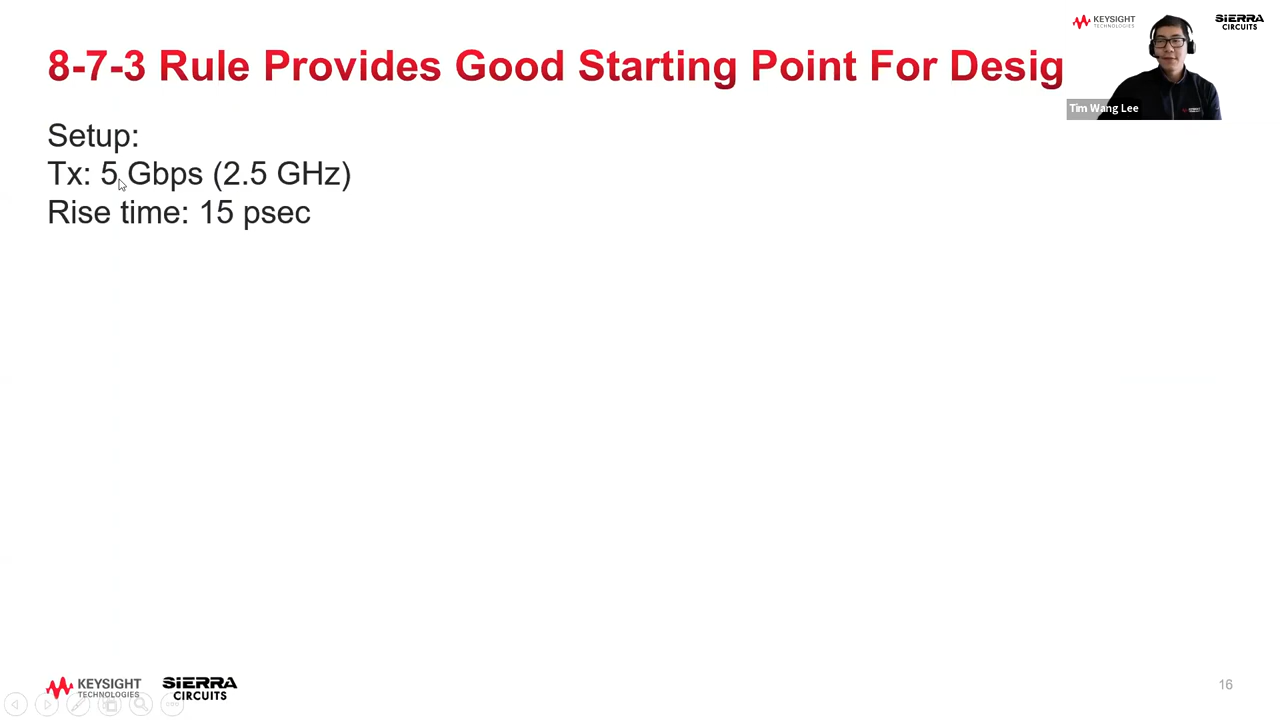 KEYSIGHT
TECHNOLOGIES
SIERRA
CIRCUITS
8-7-3 Rule Provides Good Starting Point For Desig
Tim Wang Lee
Setup:
Tx: 5 Gbps (2.5 GHz)
Rise time: 15 psec
KEYSIGHT
TECHNOLOGIES
SIERRA
CIRCUITS
16